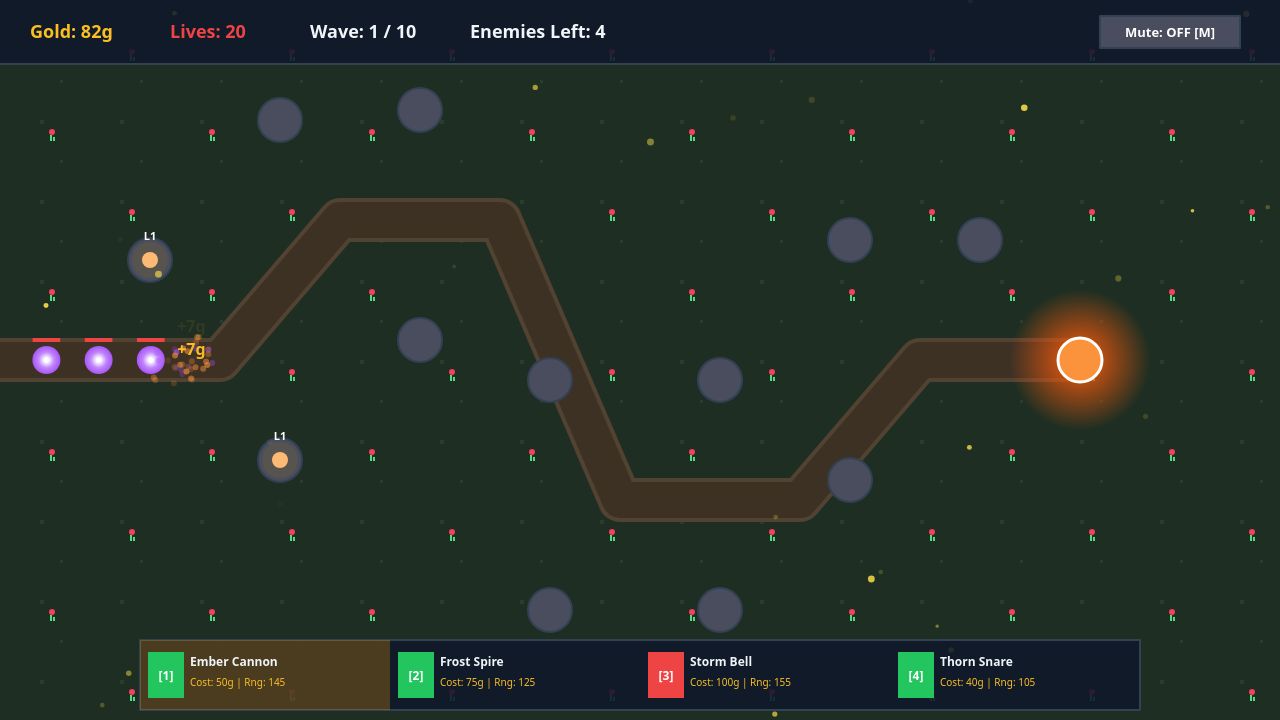 Gold: 82g
Lives: 20
Wave: 1 / 10
Enemies Left: 4
Mute: OFF [M]
L1
+7g
+7g
L1
[1]
Ember Cannon
Cost: 50g | Rng: 145
[2]
Frost Spire
Cost: 75g | Rng: 125
[3]
Storm Bell
Cost: 100g | Rng: 155
[4]
Thorn Snare
Cost: 40g | Rng: 105